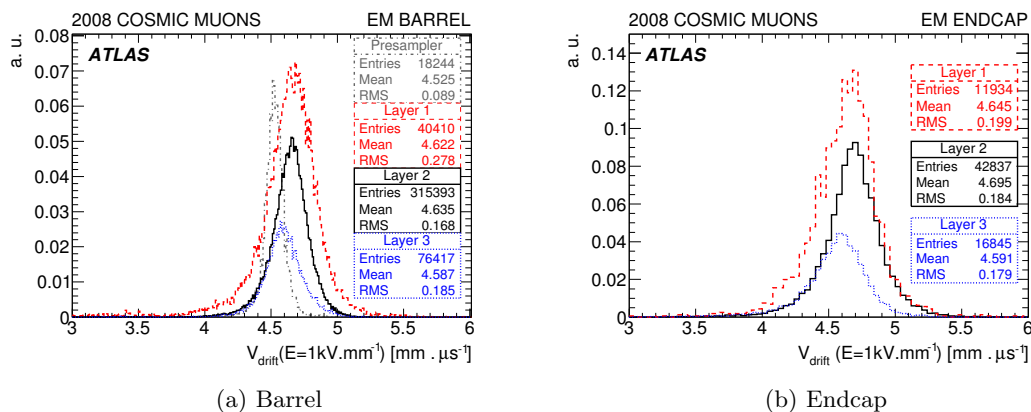 2008 COSMIC MUONS EM BARREL
a. u.
ATLAS
0.08
0.07
0.06
0.05
0.04
0.03
0.02
0.01
0
3 3.5 4 4.5 5 5.5 6
V_drift(E=1kV.mm⁻¹) [mm . μs⁻¹]
Presampler
Entries 18244
Mean 4.525
RMS 0.089
Layer 1
Entries 40410
Mean 4.622
RMS 0.278
Layer 2
Entries 315393
Mean 4.635
RMS 0.168
Layer 3
Entries 76417
Mean 4.587
RMS 0.185
(a) Barrel
2008 COSMIC MUONS EM ENDCAP
a. u.
ATLAS
0.14
0.12
0.1
0.08
0.06
0.04
0.02
0
3 3.5 4 4.5 5 5.5 6
V_drift(E=1kV.mm⁻¹) [mm . μs⁻¹]
Layer 1
Entries 11934
Mean 4.645
RMS 0.199
Layer 2
Entries 42837
Mean 4.695
RMS 0.184
Layer 3
Entries 16845
Mean 4.591
RMS 0.179
(b) Endcap